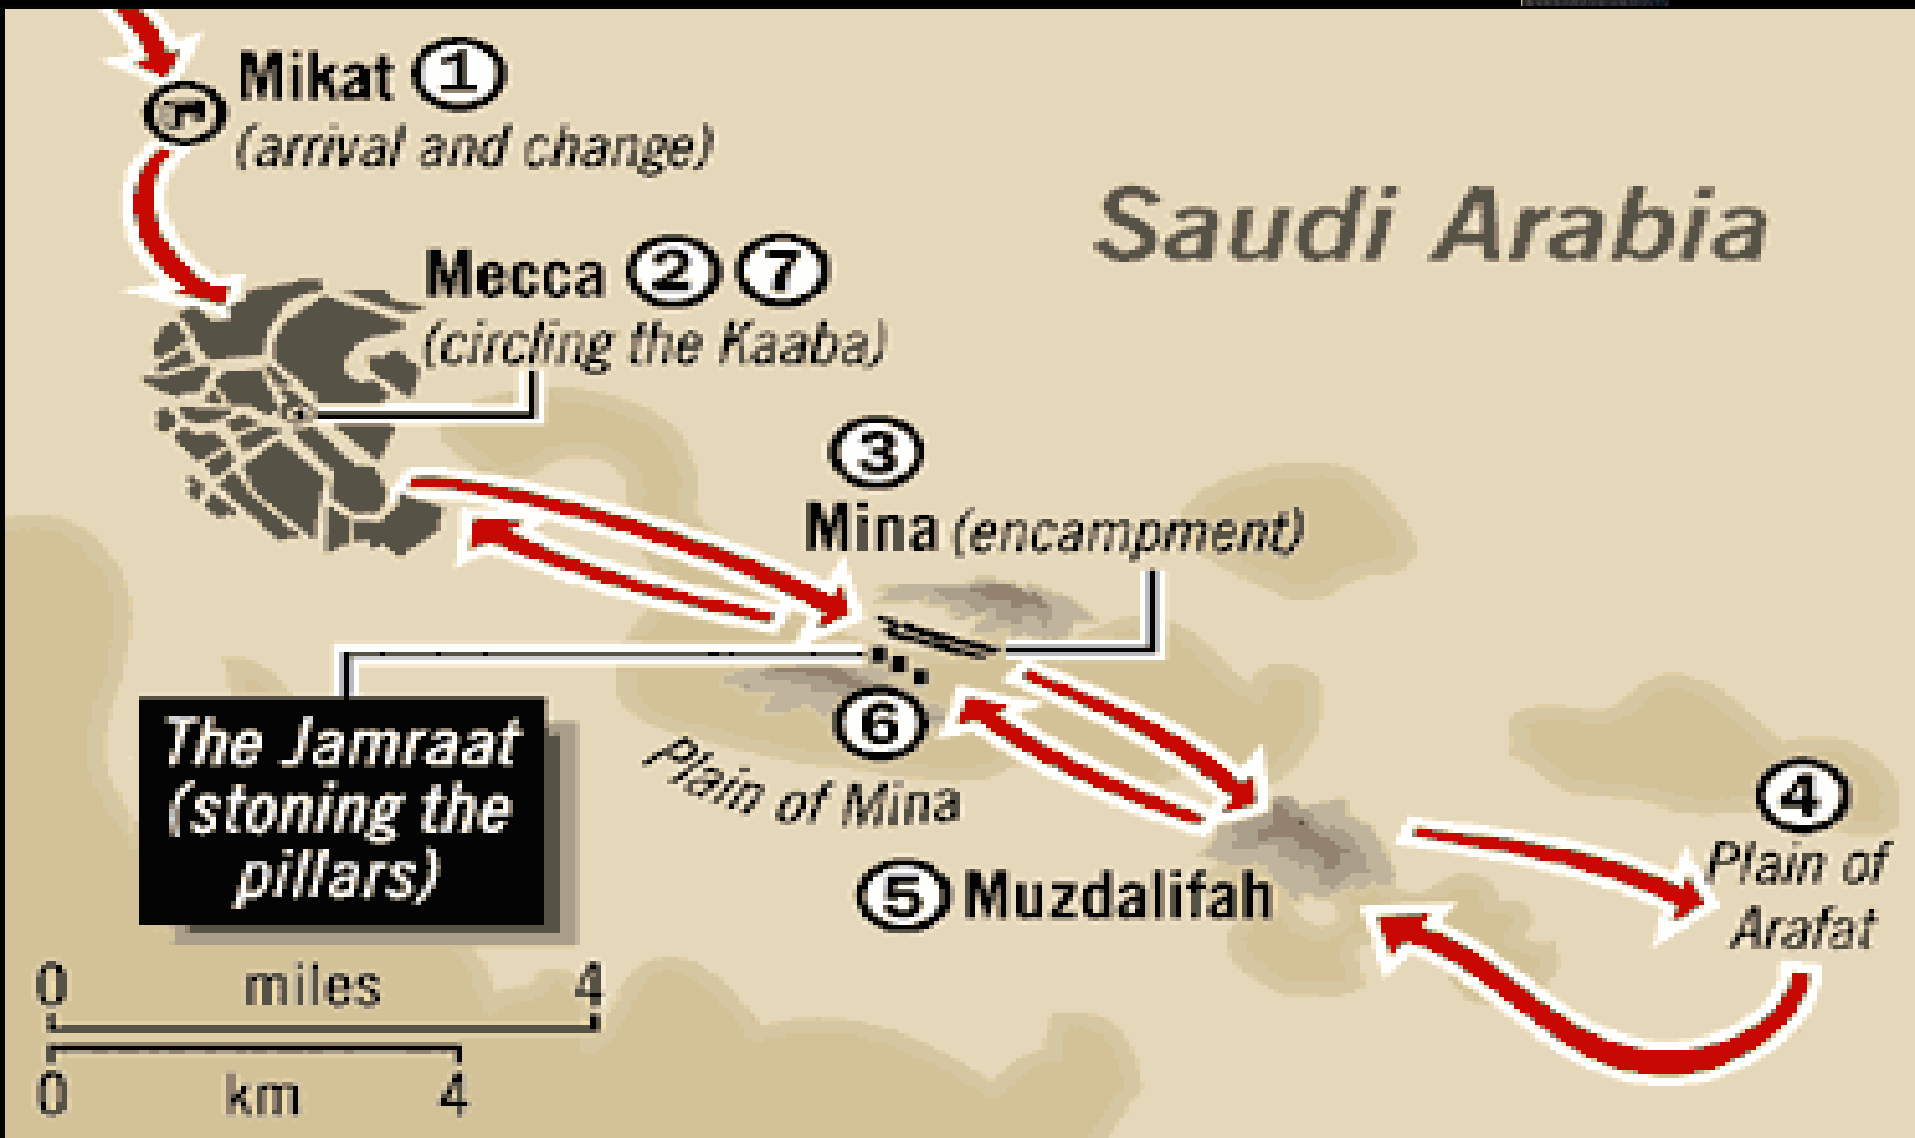 Mikat 1
(arrival and change)
Saudi Arabia
Mecca 2 7
(circling the Kaaba)
3
Mina (encampment)
The Jamraat
(stoning the
pillars)
6
Plain of Mina
4
Plain of
Arafat
5 Muzdalifah
0 miles 4
0 km 4